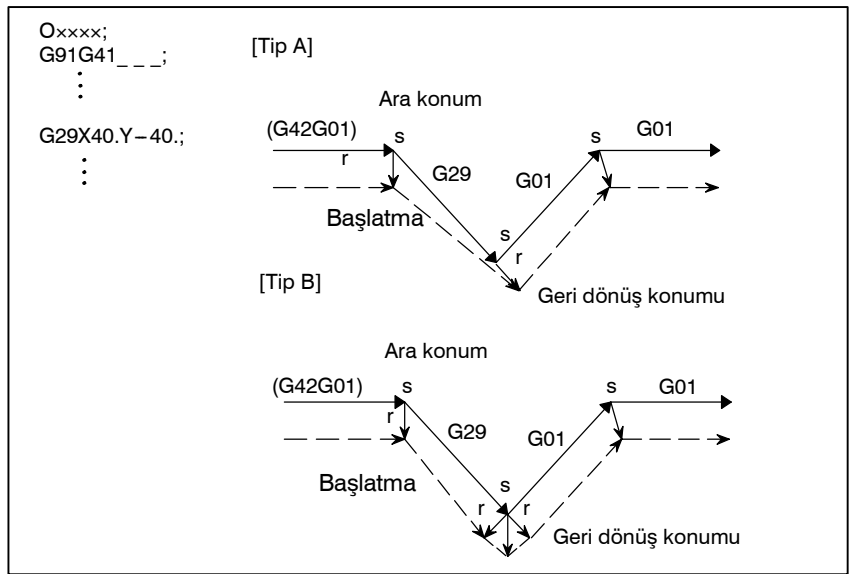 O××××;
G91G41_ _ _;
G29X40.Y–40.;
[Tip A]
Ara konum
(G42G01)
s
s
G01
r
G29
G01
Başlatma
s
r
Geri dönüş konumu
[Tip B]
Ara konum
(G42G01)
s
s
G01
r
G29
G01
Başlatma
s
r
r
Geri dönüş konumu